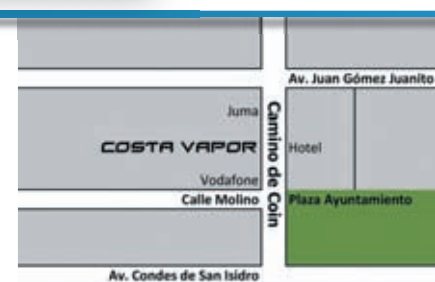 Av. Juan Gómez Juanito
Juma
Camino de Coin
COSTA VAPOR
Hotel
Vodafone
Calle Molino
Plaza Ayuntamiento
Av. Condes de San Isidro